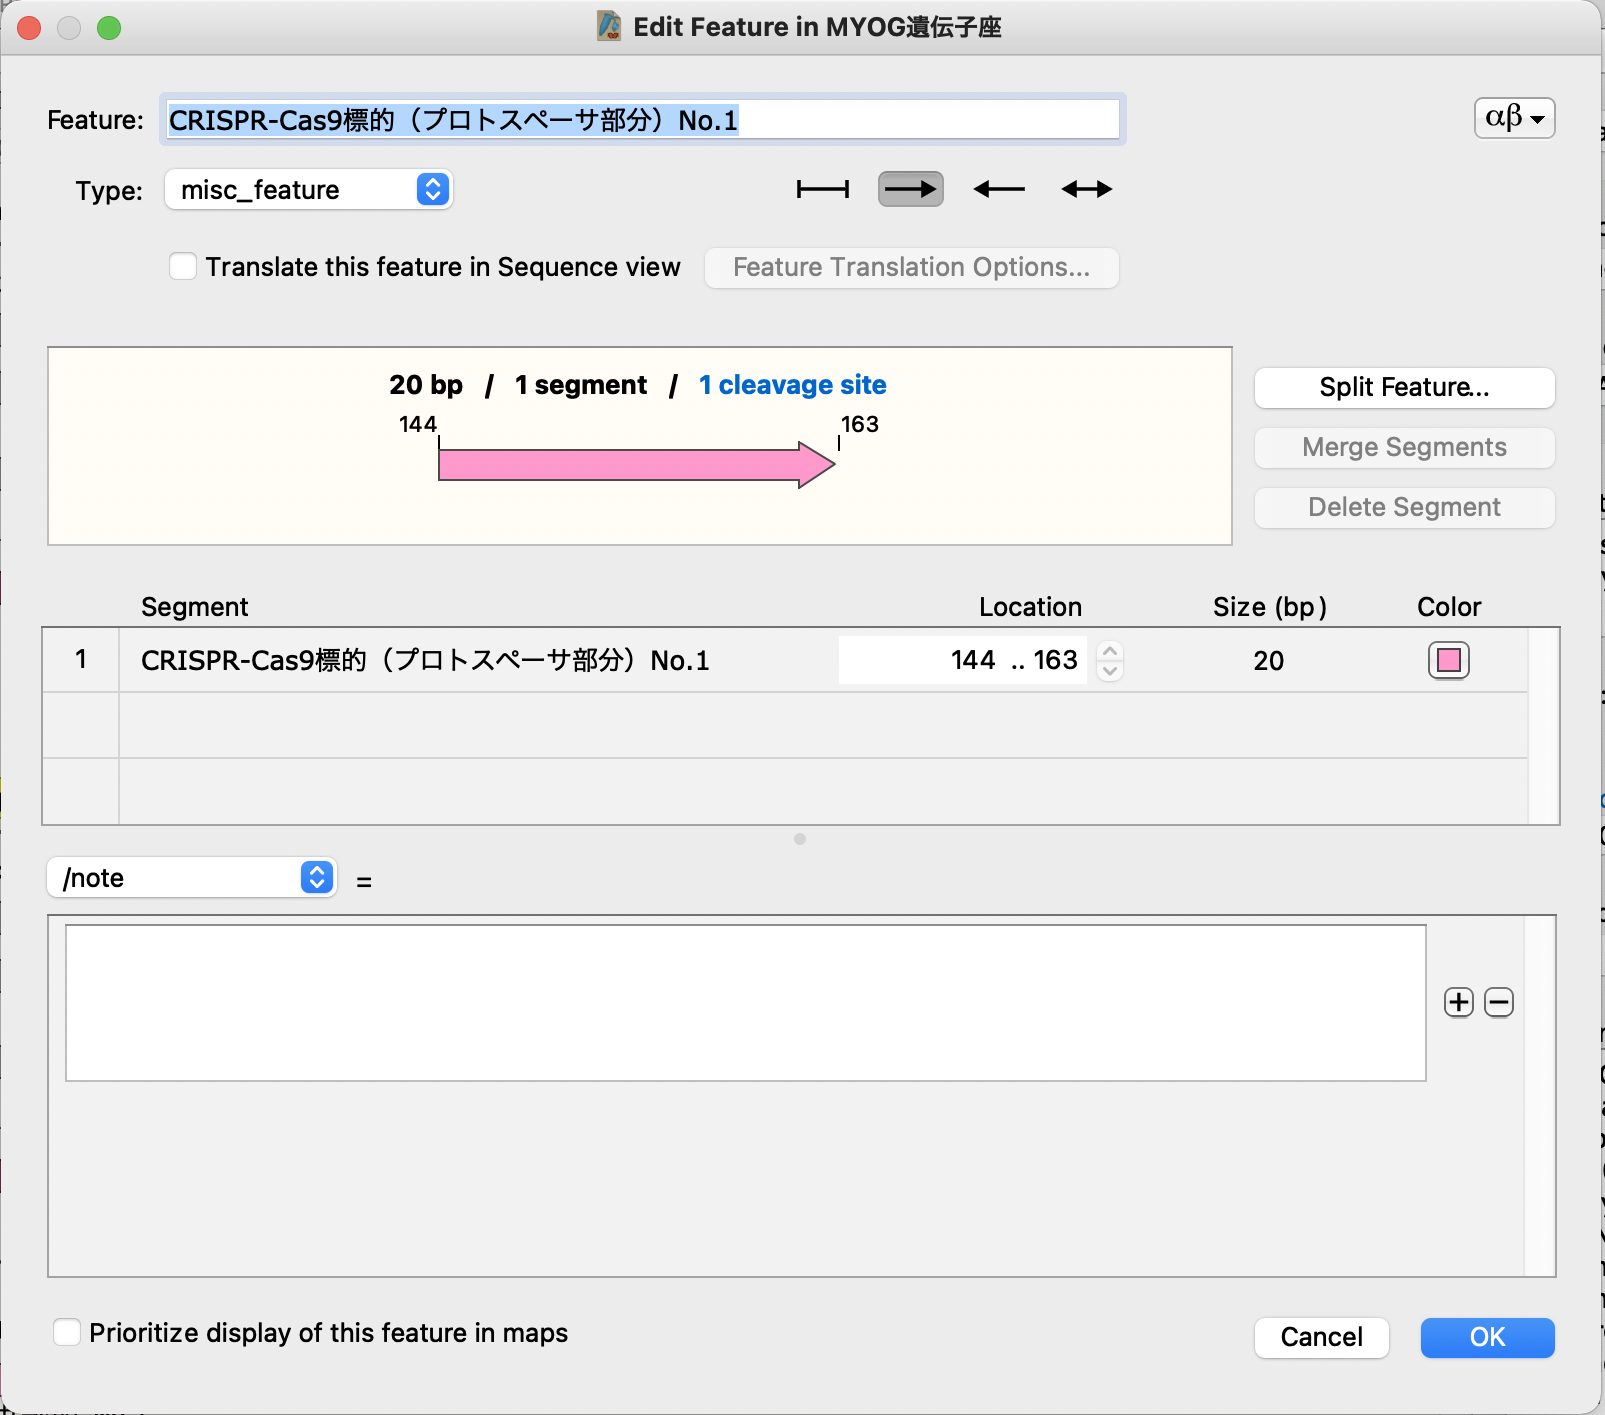 Edit Feature in MYOG遺伝子座
Feature: CRISPR-Cas9標的（プロトスペーサ部分）No.1 αβ
Type: misc_feature
Translate this feature in Sequence view Feature Translation Options...
20 bp / 1 segment / 1 cleavage site
144 163
Split Feature...
Merge Segments
Delete Segment
Segment Location Size (bp) Color
1 CRISPR-Cas9標的（プロトスペーサ部分）No.1 144 .. 163 20
/note =
Prioritize display of this feature in maps
Cancel OK